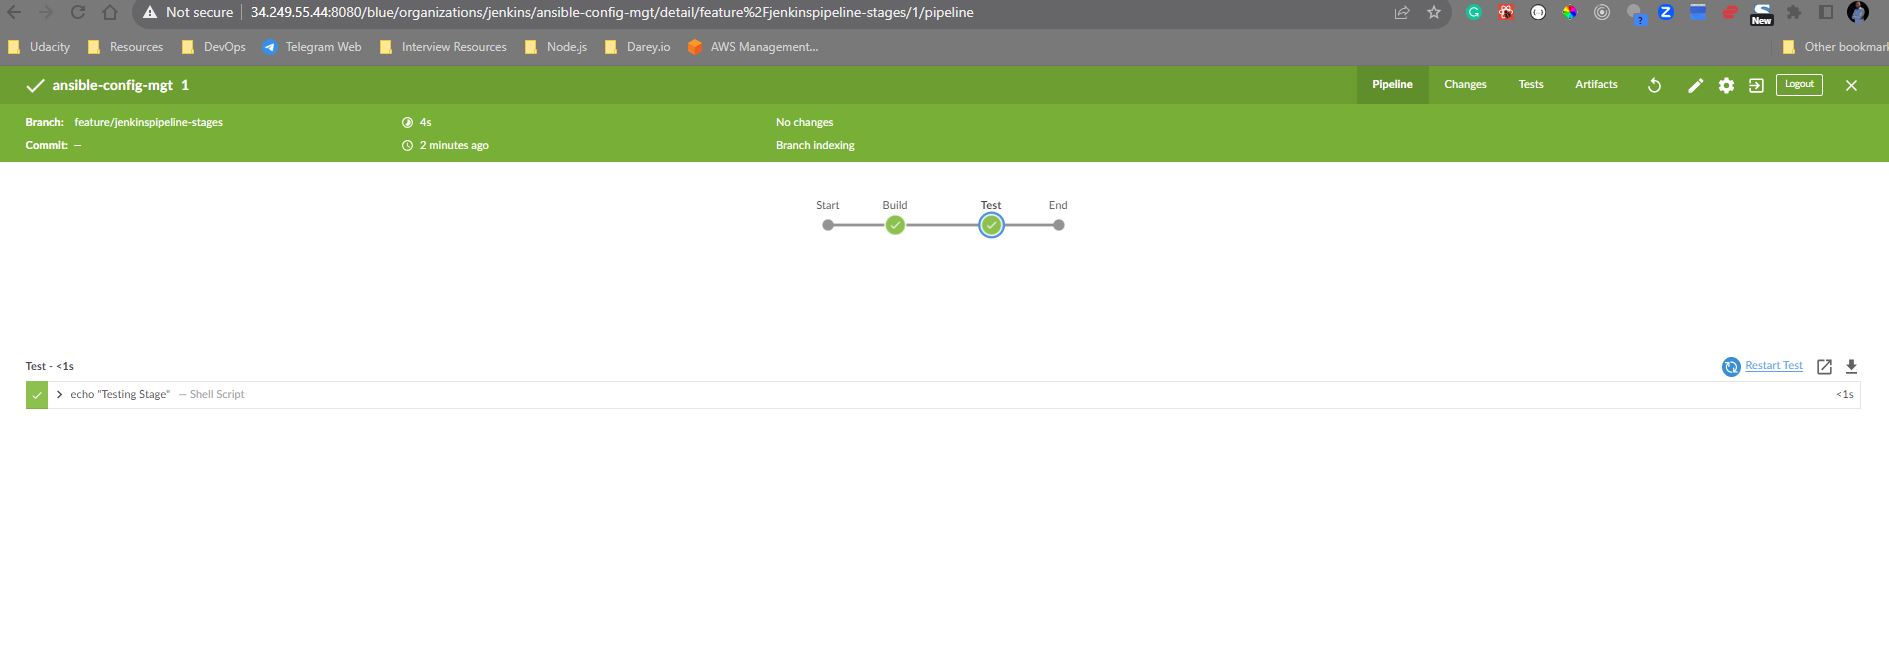 Not secure 34.249.55.44:8080/blue/organizations/jenkins/ansible-config-mgt/detail/feature%2Fjenkinspipeline-stages/1/pipeline
G Z ? New
Udacity Resources DevOps Telegram Web Interview Resources Node.js Darey.io AWS Management... Other bookmark
ansible-config-mgt 1 Pipeline Changes Tests Artifacts Logout
Branch: feature/jenkinspipeline-stages 4s No changes
Commit: — 2 minutes ago Branch indexing
Start Build Test End
Test - <1s Restart Test
echo "Testing Stage" — Shell Script <1s